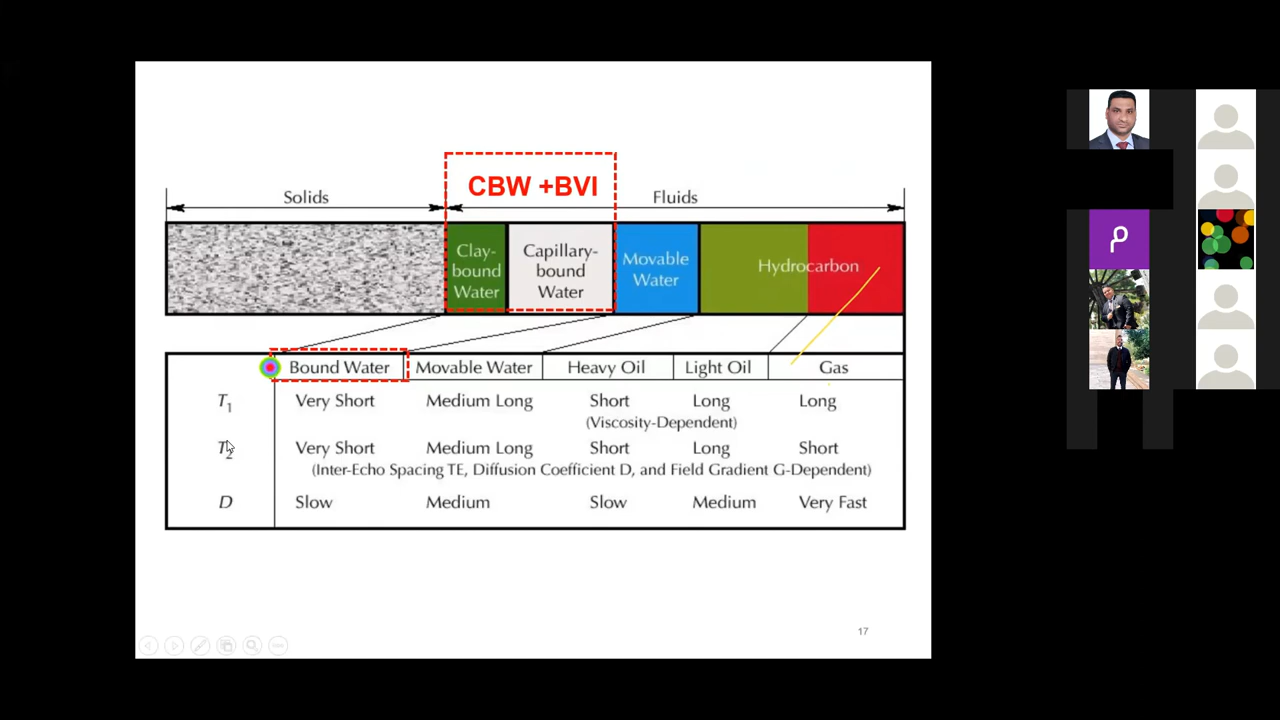 CBW +BVI
Solids
Fluids
Clay-
bound
Water
Capillary-
bound
Water
Movable
Water
Hydrocarbon
Bound Water Movable Water Heavy Oil Light Oil Gas
T1 Very Short Medium Long Short Long Long
(Viscosity-Dependent)
T2 Very Short Medium Long Short Long Short
(Inter-Echo Spacing TE, Diffusion Coefficient D, and Field Gradient G-Dependent)
D Slow Medium Slow Medium Very Fast
17
م